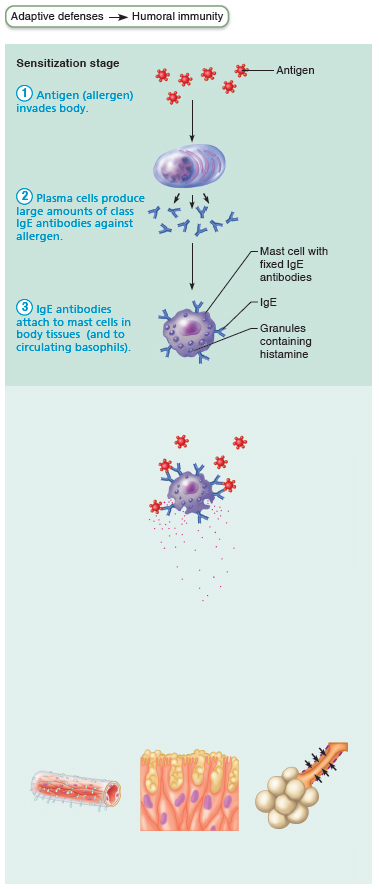 Adaptive defenses → Humoral immunity
Sensitization stage
Antigen
1 Antigen (allergen)
invades body.
2 Plasma cells produce
large amounts of class
IgE antibodies against
allergen.
Mast cell with
fixed IgE
antibodies
IgE
3 IgE antibodies
attach to mast cells in
body tissues (and to
circulating basophils).
Granules
containing
histamine